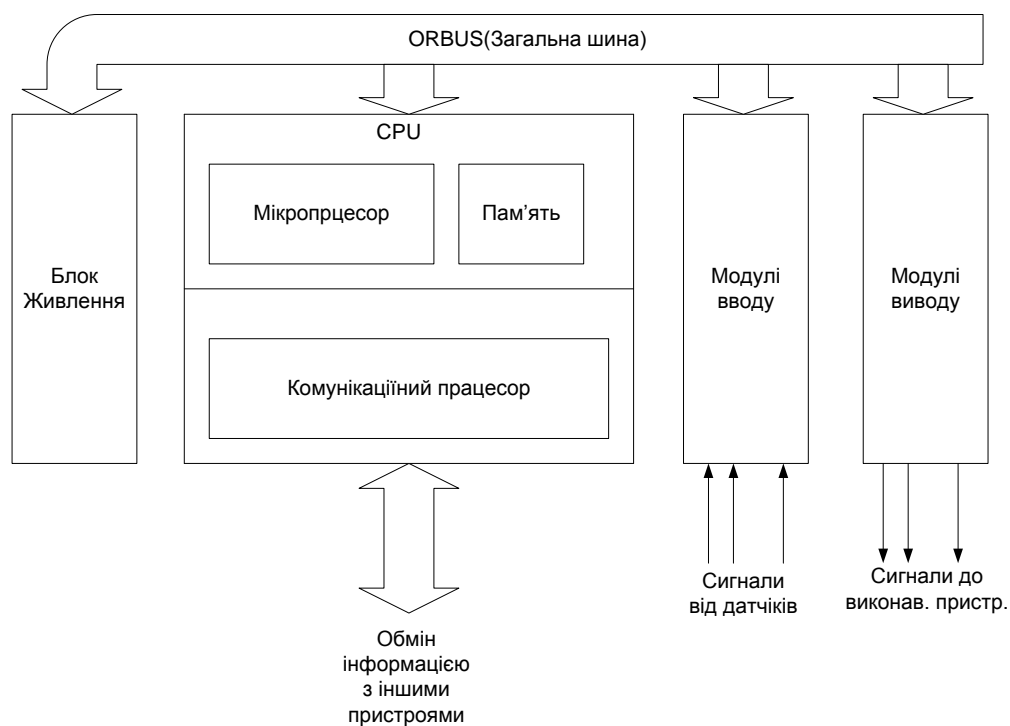 ORBUS(Загальна шина)
CPU
Мікропрцесор
Пам’ять
Блок
Живлення
Модулі
вводу
Модулі
виводу
Комунікаціїний працесор
Сигнали
від датчіків
Сигнали до
виконав. пристр.
Обмін
інформацією
з іншими
пристроями